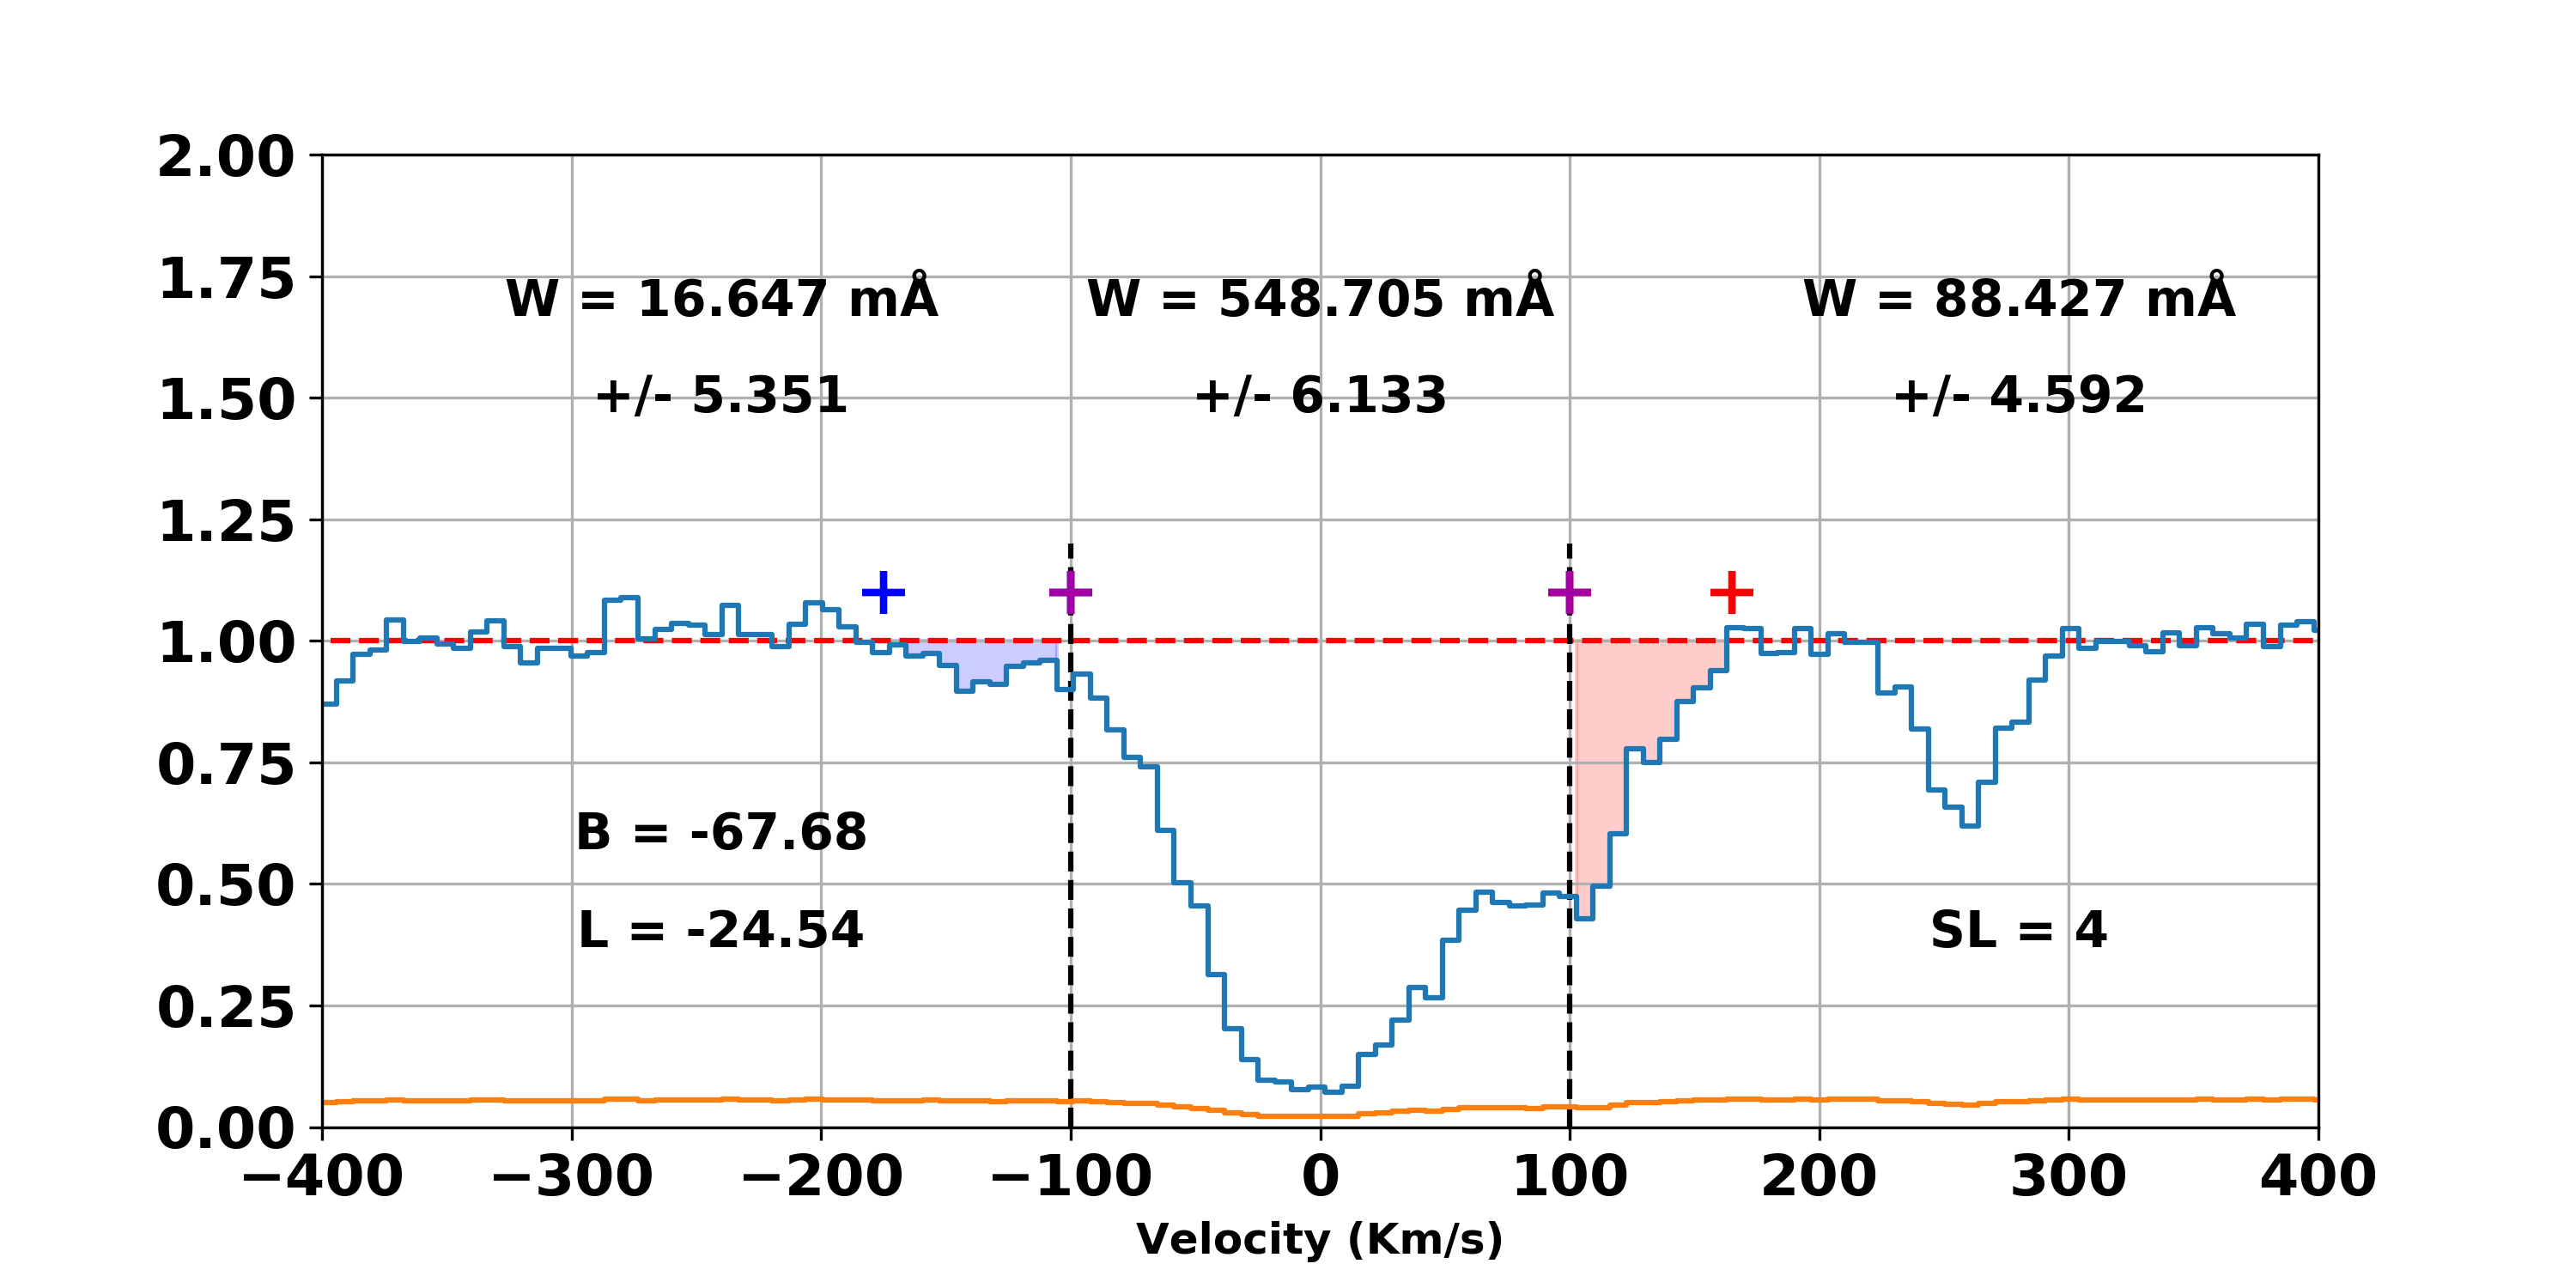 2.00
1.75
W = 16.647 mÅ W = 548.705 mÅ W = 88.427 mÅ
1.50
+/- 5.351 +/- 6.133 +/- 4.592
1.25
1.00
0.75
B = -67.68
0.50
L = -24.54 SL = 4
0.25
0.00
−400 −300 −200 −100 0 100 200 300 400
Velocity (Km/s)